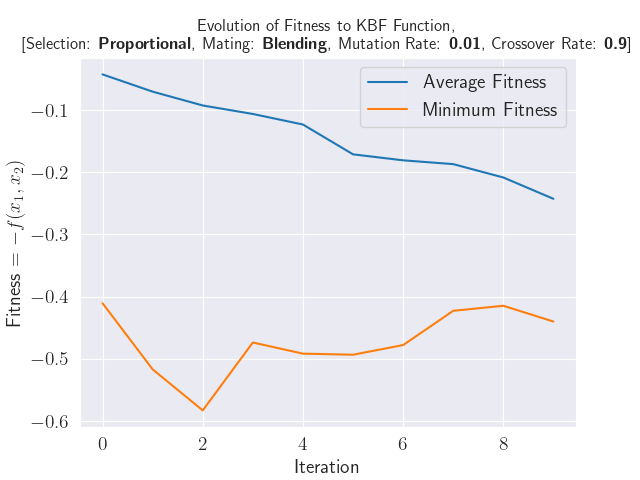 Evolution of Fitness to KBF Function,
[Selection: Proportional, Mating: Blending, Mutation Rate: 0.01, Crossover Rate: 0.9]
Average Fitness
Minimum Fitness
Fitness = −f(x₁, x₂)
−0.1
−0.2
−0.3
−0.4
−0.5
−0.6
0 2 4 6 8
Iteration